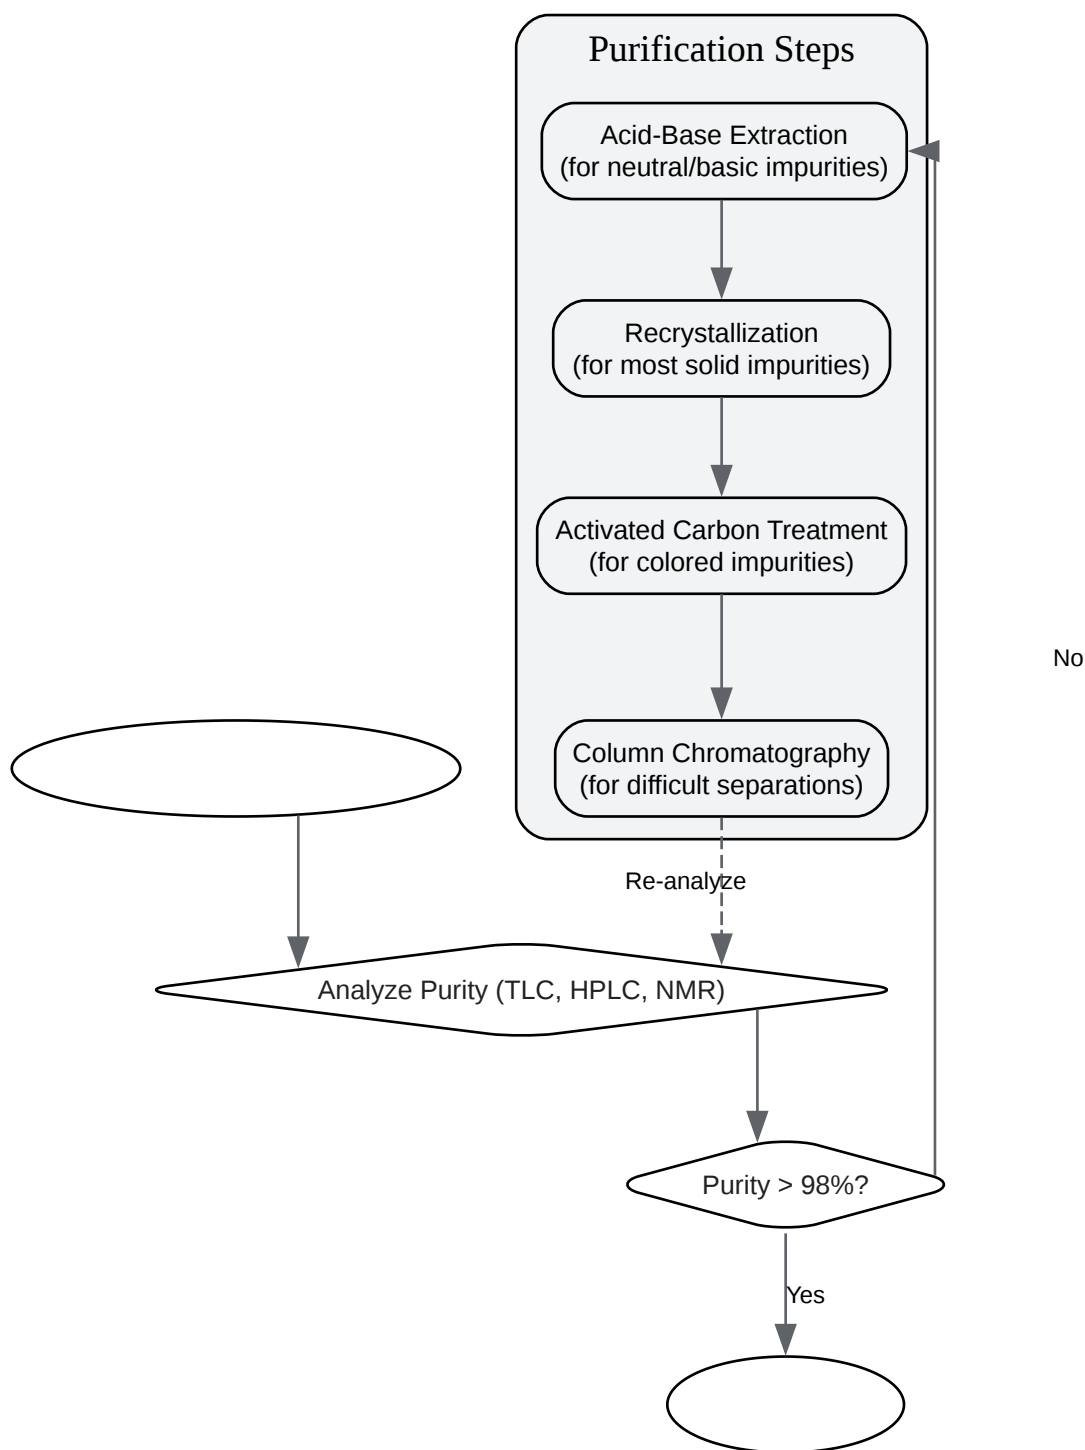 Purification Steps
Acid-Base Extraction
(for neutral/basic impurities)
Recrystallization
(for most solid impurities)
Activated Carbon Treatment
(for colored impurities)
No
Column Chromatography
(for difficult separations)
Re-analyze
Analyze Purity (TLC, HPLC, NMR)
Purity > 98%?
Yes